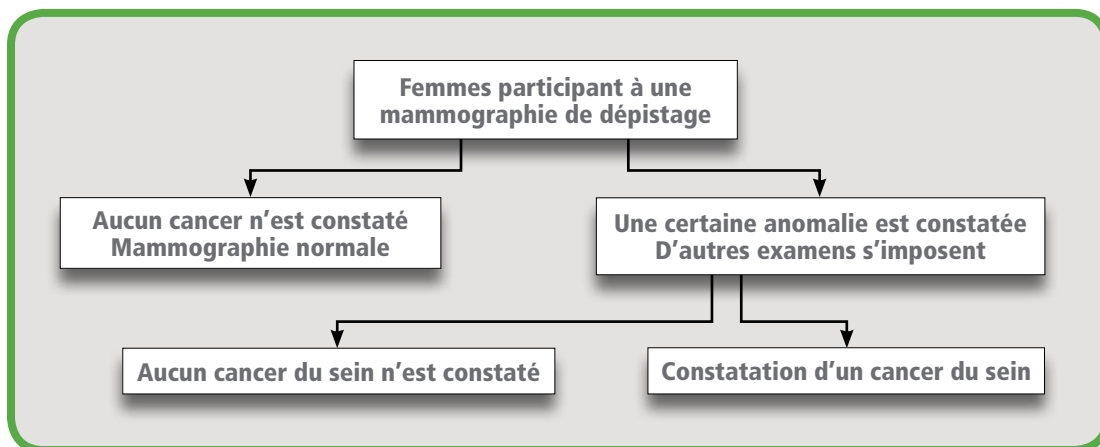 Femmes participant à une
mammographie de dépistage
Aucun cancer n’est constaté
Mammographie normale
Une certaine anomalie est constatée
D’autres examens s’imposent
Aucun cancer du sein n’est constaté
Constatation d’un cancer du sein